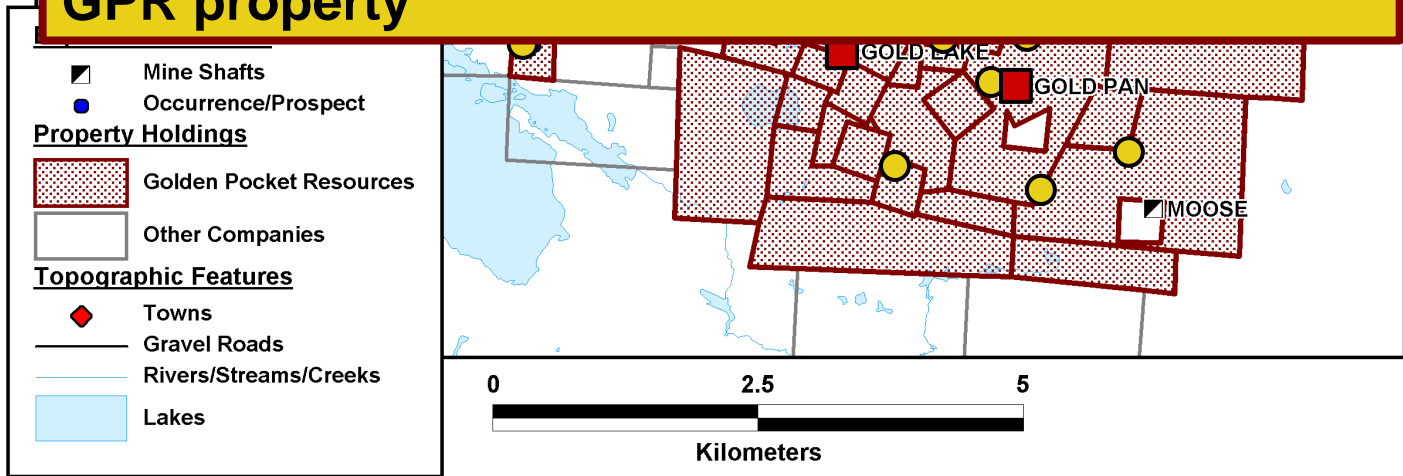 GPR property
Mine Shafts
Occurrence/Prospect
Property Holdings
Golden Pocket Resources
Other Companies
Topographic Features
Towns
Gravel Roads
Rivers/Streams/Creeks
Lakes
GOLD LAKE
GOLD PAN
MOOSE
0 2.5 5
Kilometers